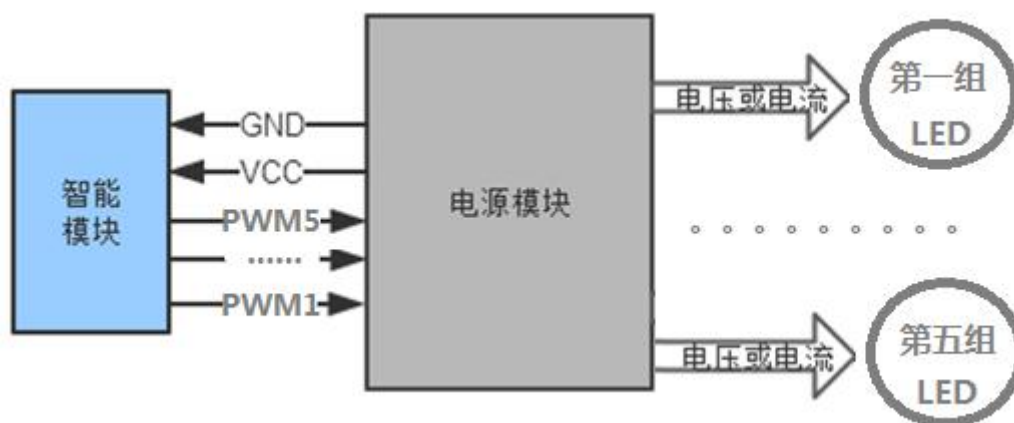 智能
模块
GND
VCC
PWM5
......
PWM1
电源模块
电压或电流
第一组
LED
电压或电流
第五组
LED